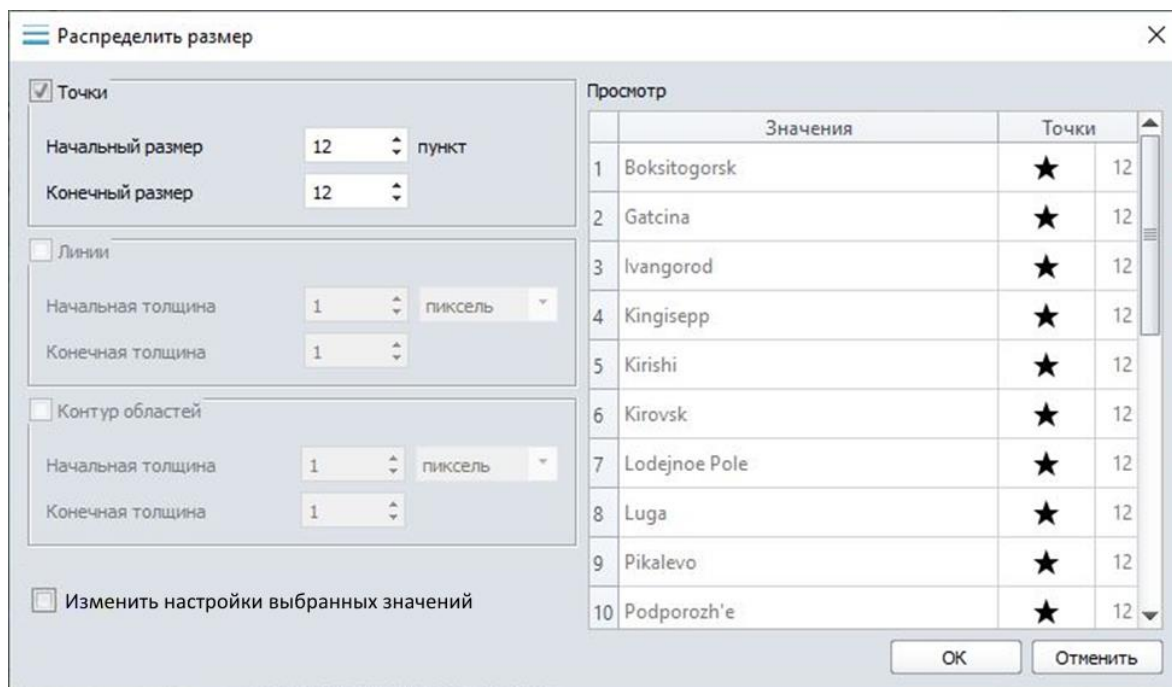 Распределить размер
Точки
Начальный размер 12 пункт
Конечный размер 12
Линии
Начальная толщина 1 пиксель
Конечная толщина 1
Контур областей
Начальная толщина 1 пиксель
Конечная толщина 1
Изменить настройки выбранных значений
Просмотр
Значения Точки
1 Boksitogorsk 12
2 Gatcina 12
3 Ivangorod 12
4 Kingisepp 12
5 Kirishi 12
6 Kirovsk 12
7 Lodejnoe Pole 12
8 Luga 12
9 Pikalevo 12
10 Podporozh'e 12
OK Отменить